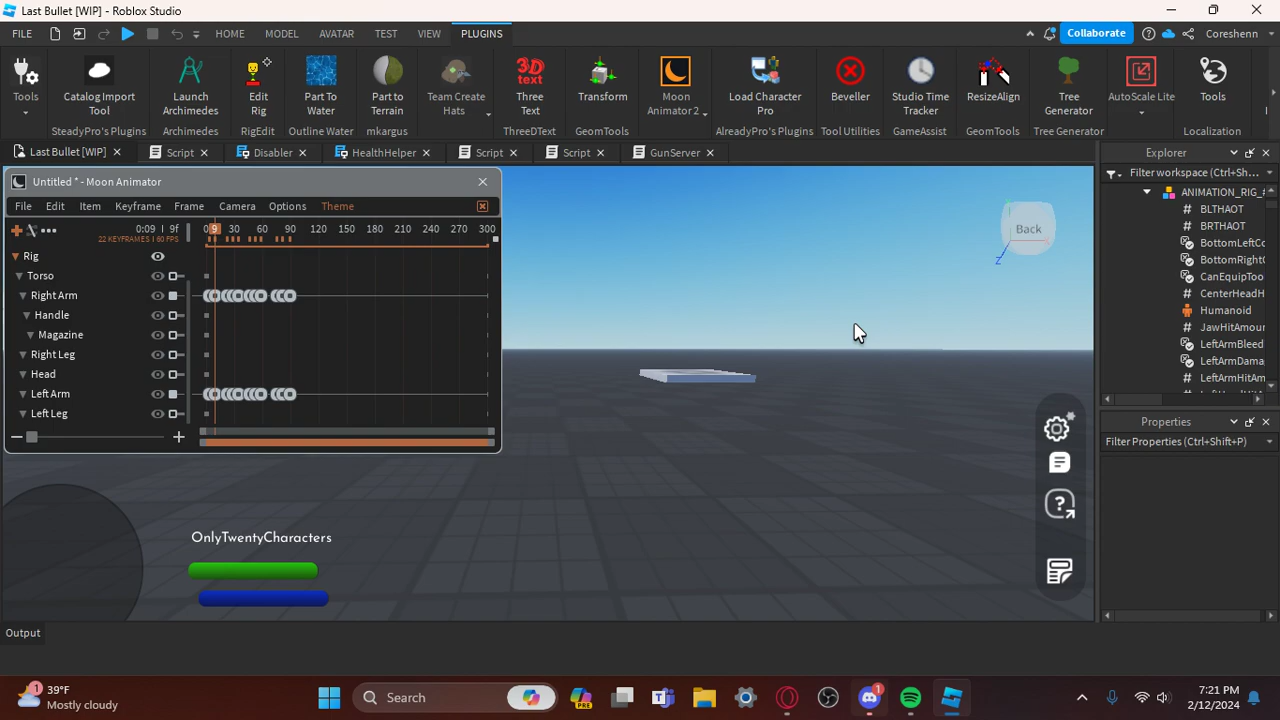 Last Bullet [WIP] - Roblox Studio
FILE HOME MODEL AVATAR TEST VIEW PLUGINS Collaborate Coreshenn
Tools
Catalog Import Tool
Launch Archimedes
Edit Rig
Part To Water
Part to Terrain
Team Create Hats
3D text
Three Text
Transform
Moon Animator 2
Load Character Pro
Beveller
Studio Time Tracker
ResizeAlign
Tree Generator
AutoScale Lite
Tools
SteadyPro's Plugins Archimedes RigEdit Outline Water mkargus ThreeDText GeomTools AlreadyPro's Plugins Tool Utilities GameAssist GeomTools Tree Generator Localization
Last Bullet [WIP] Script Disabler HealthHelper Script Script GunServer
Explorer
Filter workspace (Ctrl+Sh...
ANIMATION_RIG_
BLTHAOT
BRTHAOT
BottomLeftCo
BottomRightC
CanEquipToo
CenterHeadH
Humanoid
JawHitAmour
LeftArmBleed
LeftArmDama
LeftArmHitAm
Properties
Filter Properties (Ctrl+Shift+P)
Untitled * - Moon Animator
File Edit Item Keyframe Frame Camera Options Theme
0:09 | 9f
22 KEYFRAMES | 60 FPS
0 9 30 60 90 120 150 180 210 240 270 300
Rig
Torso
Right Arm
Handle
Magazine
Right Leg
Head
Left Arm
Left Leg
Back
Z
OnlyTwentyCharacters
Output
1
39°F
Mostly cloudy
Search
PRE
1
7:21 PM
2/12/2024